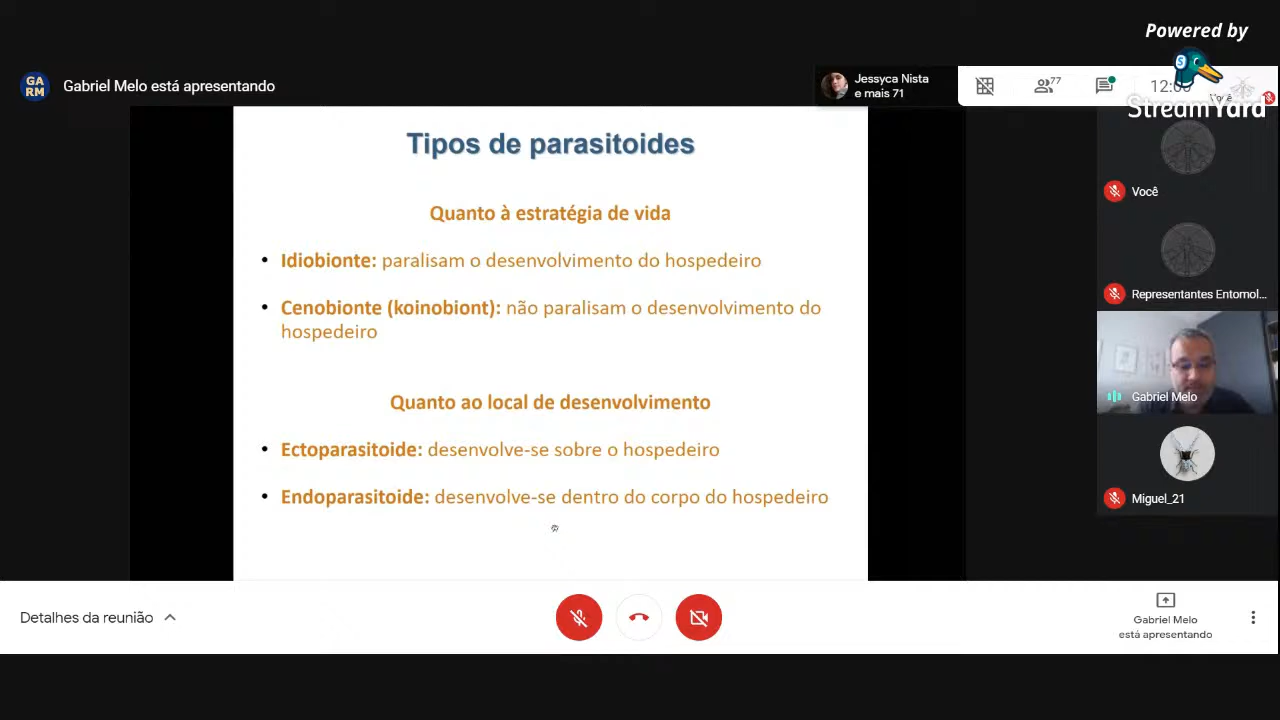 Powered by
StreamYard
GA
RM
Gabriel Melo está apresentando
Jessyca Nista
e mais 71
77
Você
Tipos de parasitoides
Quanto à estratégia de vida
• Idiobionte: paralisam o desenvolvimento do hospedeiro
• Cenobionte (koinobiont): não paralisam o desenvolvimento do
hospedeiro
Quanto ao local de desenvolvimento
• Ectoparasitoide: desenvolve-se sobre o hospedeiro
• Endoparasitoide: desenvolve-se dentro do corpo do hospedeiro
Você
Representantes Entomol...
Gabriel Melo
Miguel_21
Detalhes da reunião
Gabriel Melo
está apresentando